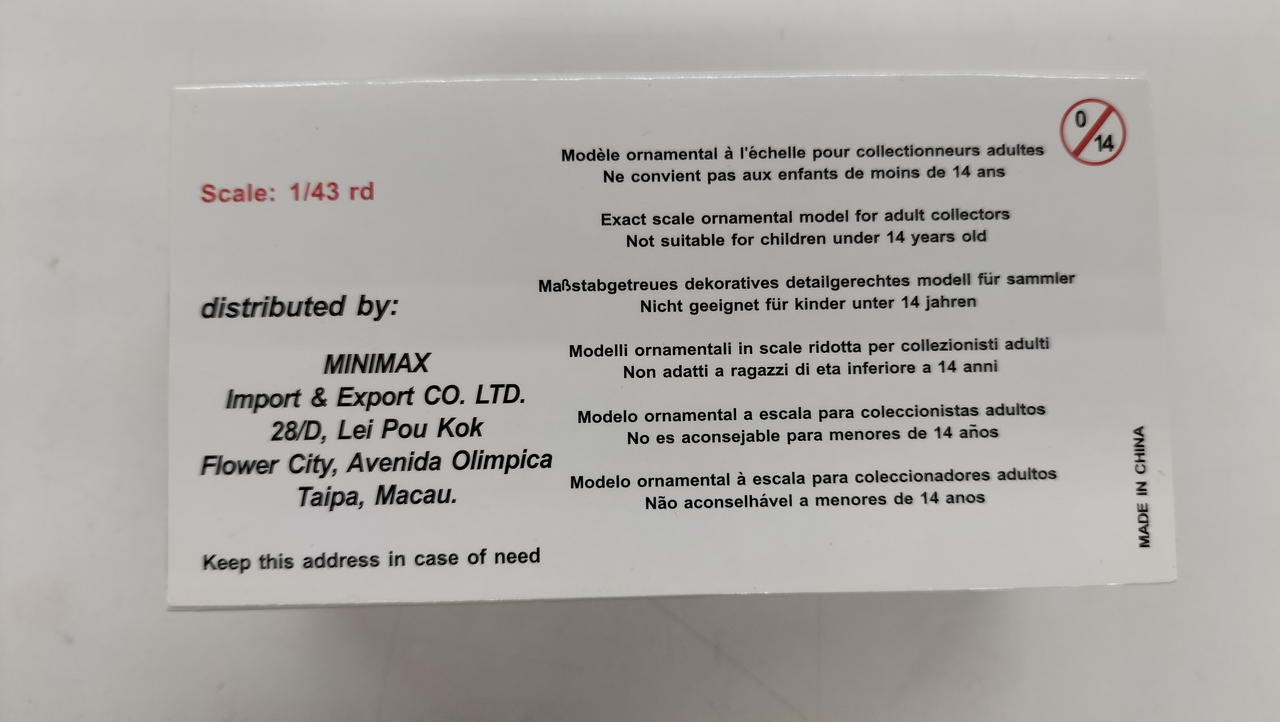 Scale: 1/43 rd
distributed by:
MINIMAX
Import & Export CO. LTD.
28/D, Lei Pou Kok
Flower City, Avenida Olimpica
Taipa, Macau.
Keep this address in case of need
0
14
Modèle ornamental à l'échelle pour collectionneurs adultes
Ne convient pas aux enfants de moins de 14 ans
Exact scale ornamental model for adult collectors
Not suitable for children under 14 years old
Maßstabgetreues dekoratives detailgerechtes modell für sammler
Nicht geeignet für kinder unter 14 jahren
Modelli ornamentali in scale ridotta per collezionisti adulti
Non adatti a ragazzi di eta inferiore a 14 anni
Modelo ornamental a escala para coleccionistas adultos
No es aconsejable para menores de 14 años
Modelo ornamental à escala para coleccionadores adultos
Não aconselhável a menores de 14 anos
MADE IN CHINA